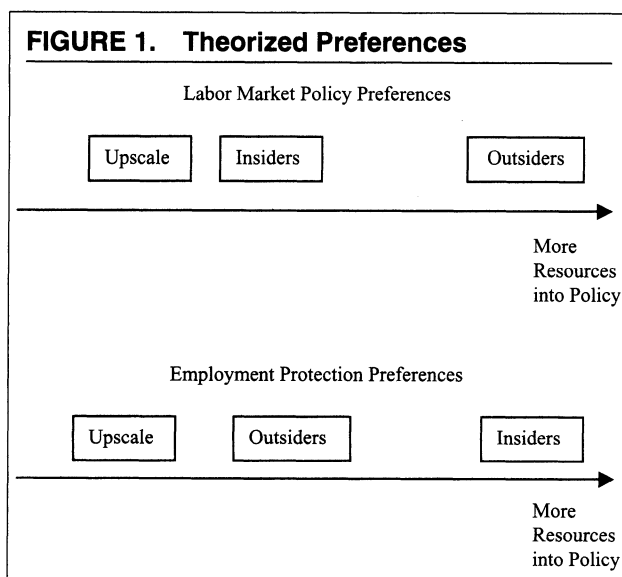 FIGURE 1. Theorized Preferences
Labor Market Policy Preferences
Upscale Insiders Outsiders
More
Resources
into Policy
Employment Protection Preferences
Upscale Outsiders Insiders
More
Resources
into Policy